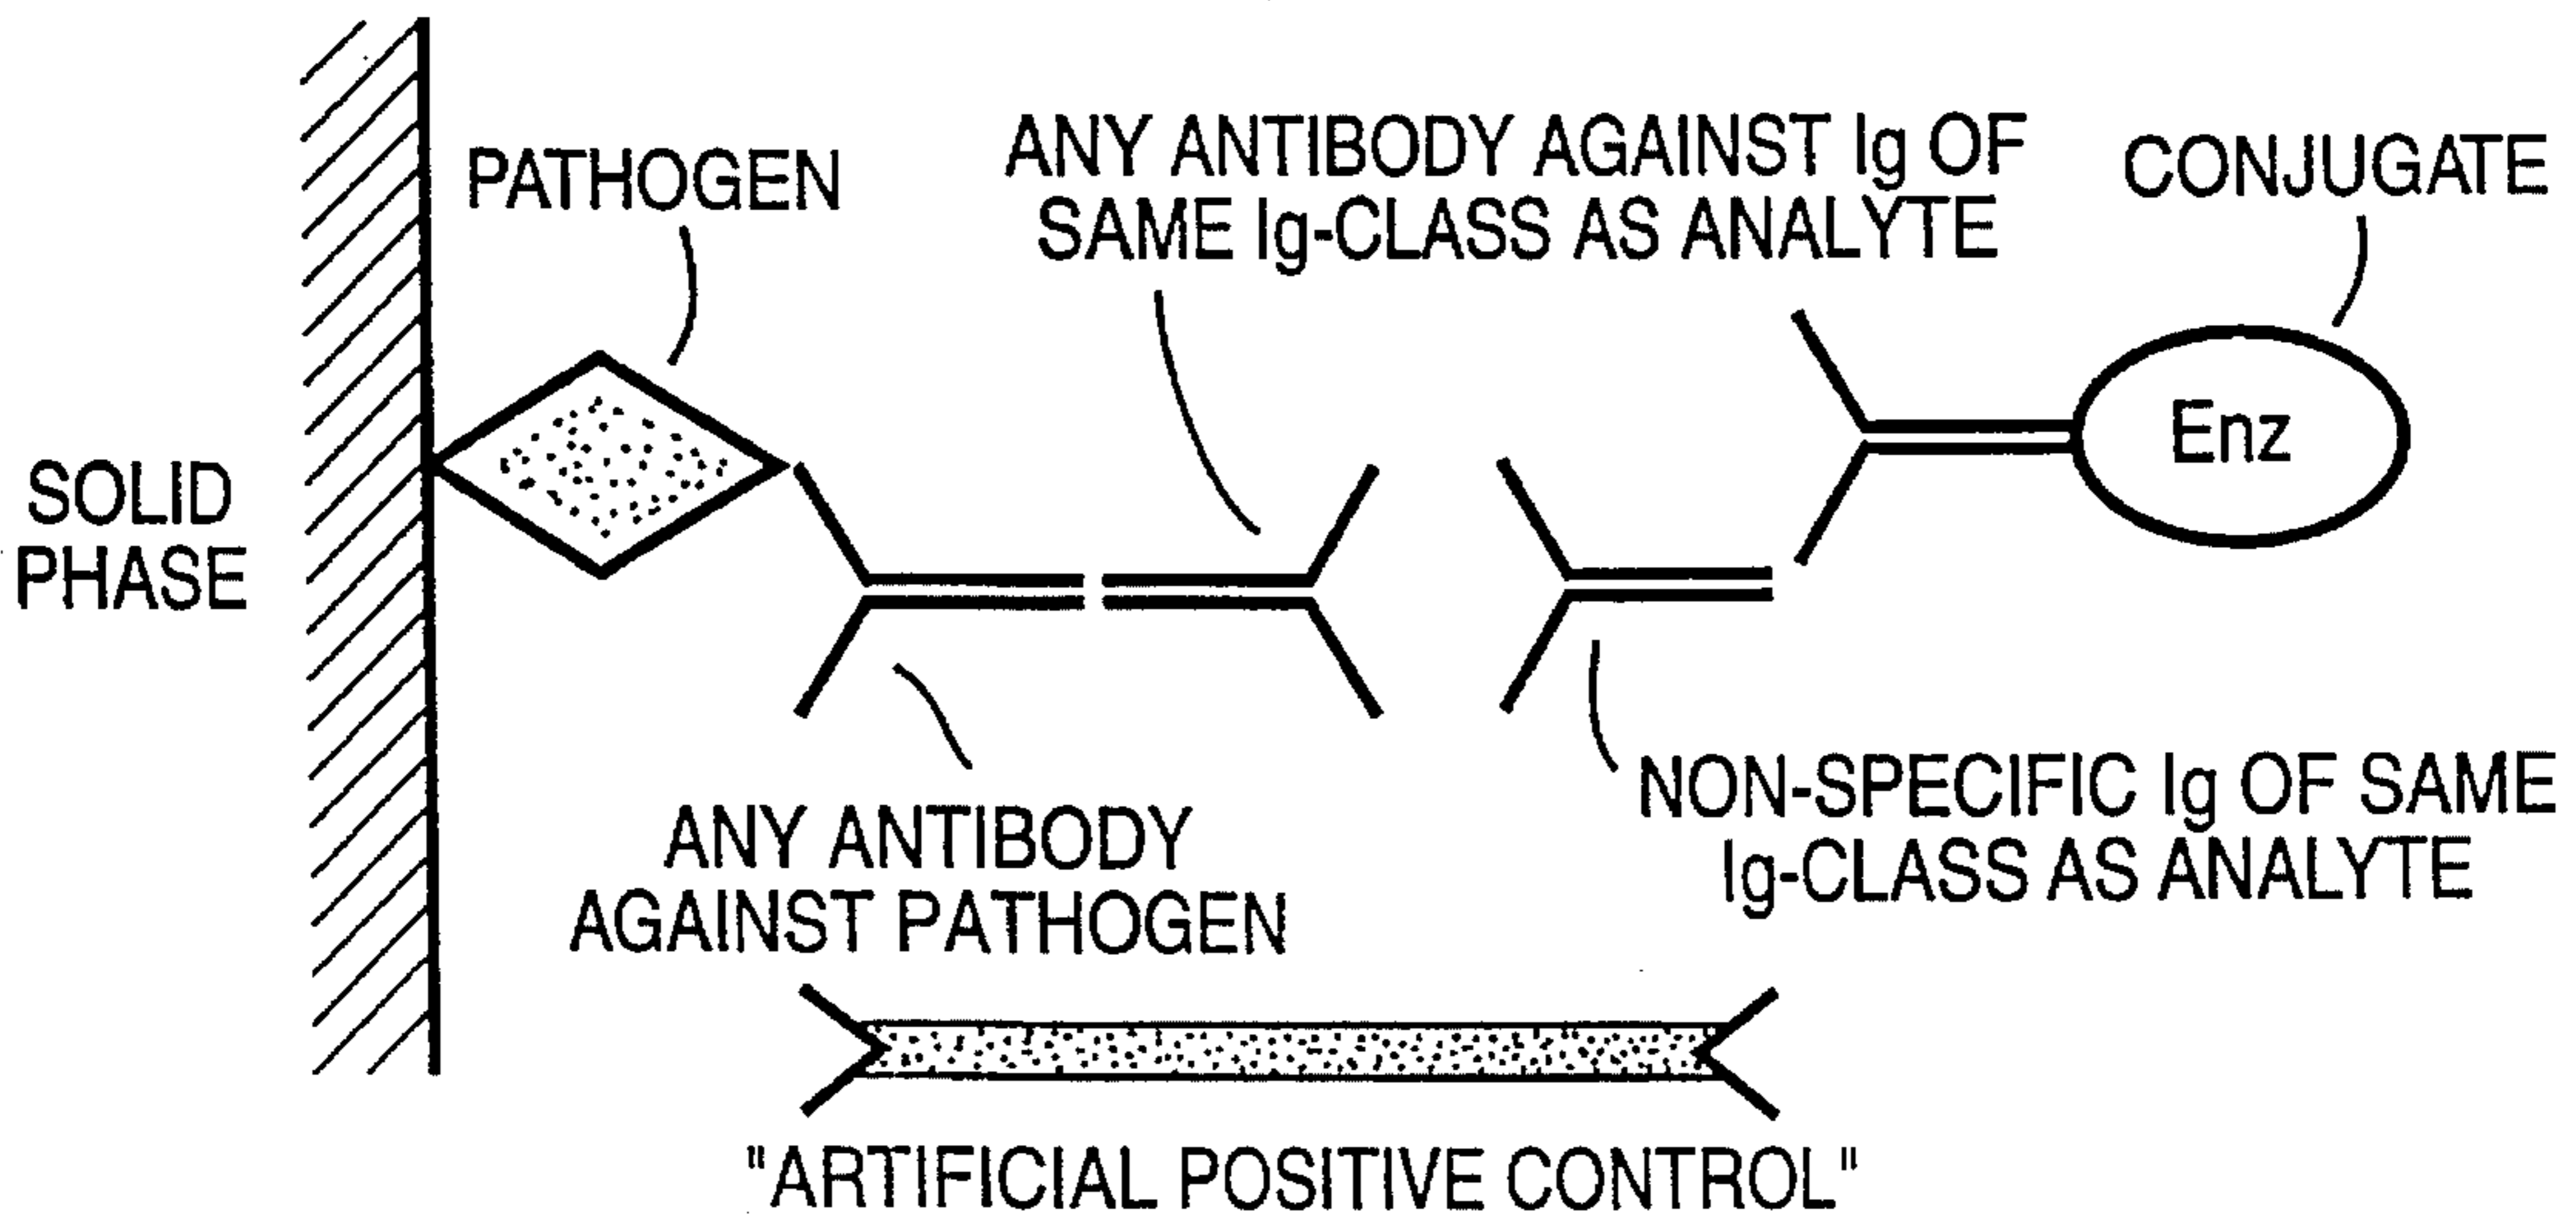 PATHOGEN
ANY ANTIBODY AGAINST Ig OF
SAME Ig-CLASS AS ANALYTE
CONJUGATE
Enz
SOLID
PHASE
ANY ANTIBODY
AGAINST PATHOGEN
NON-SPECIFIC Ig OF SAME
Ig-CLASS AS ANALYTE
"ARTIFICIAL POSITIVE CONTROL"